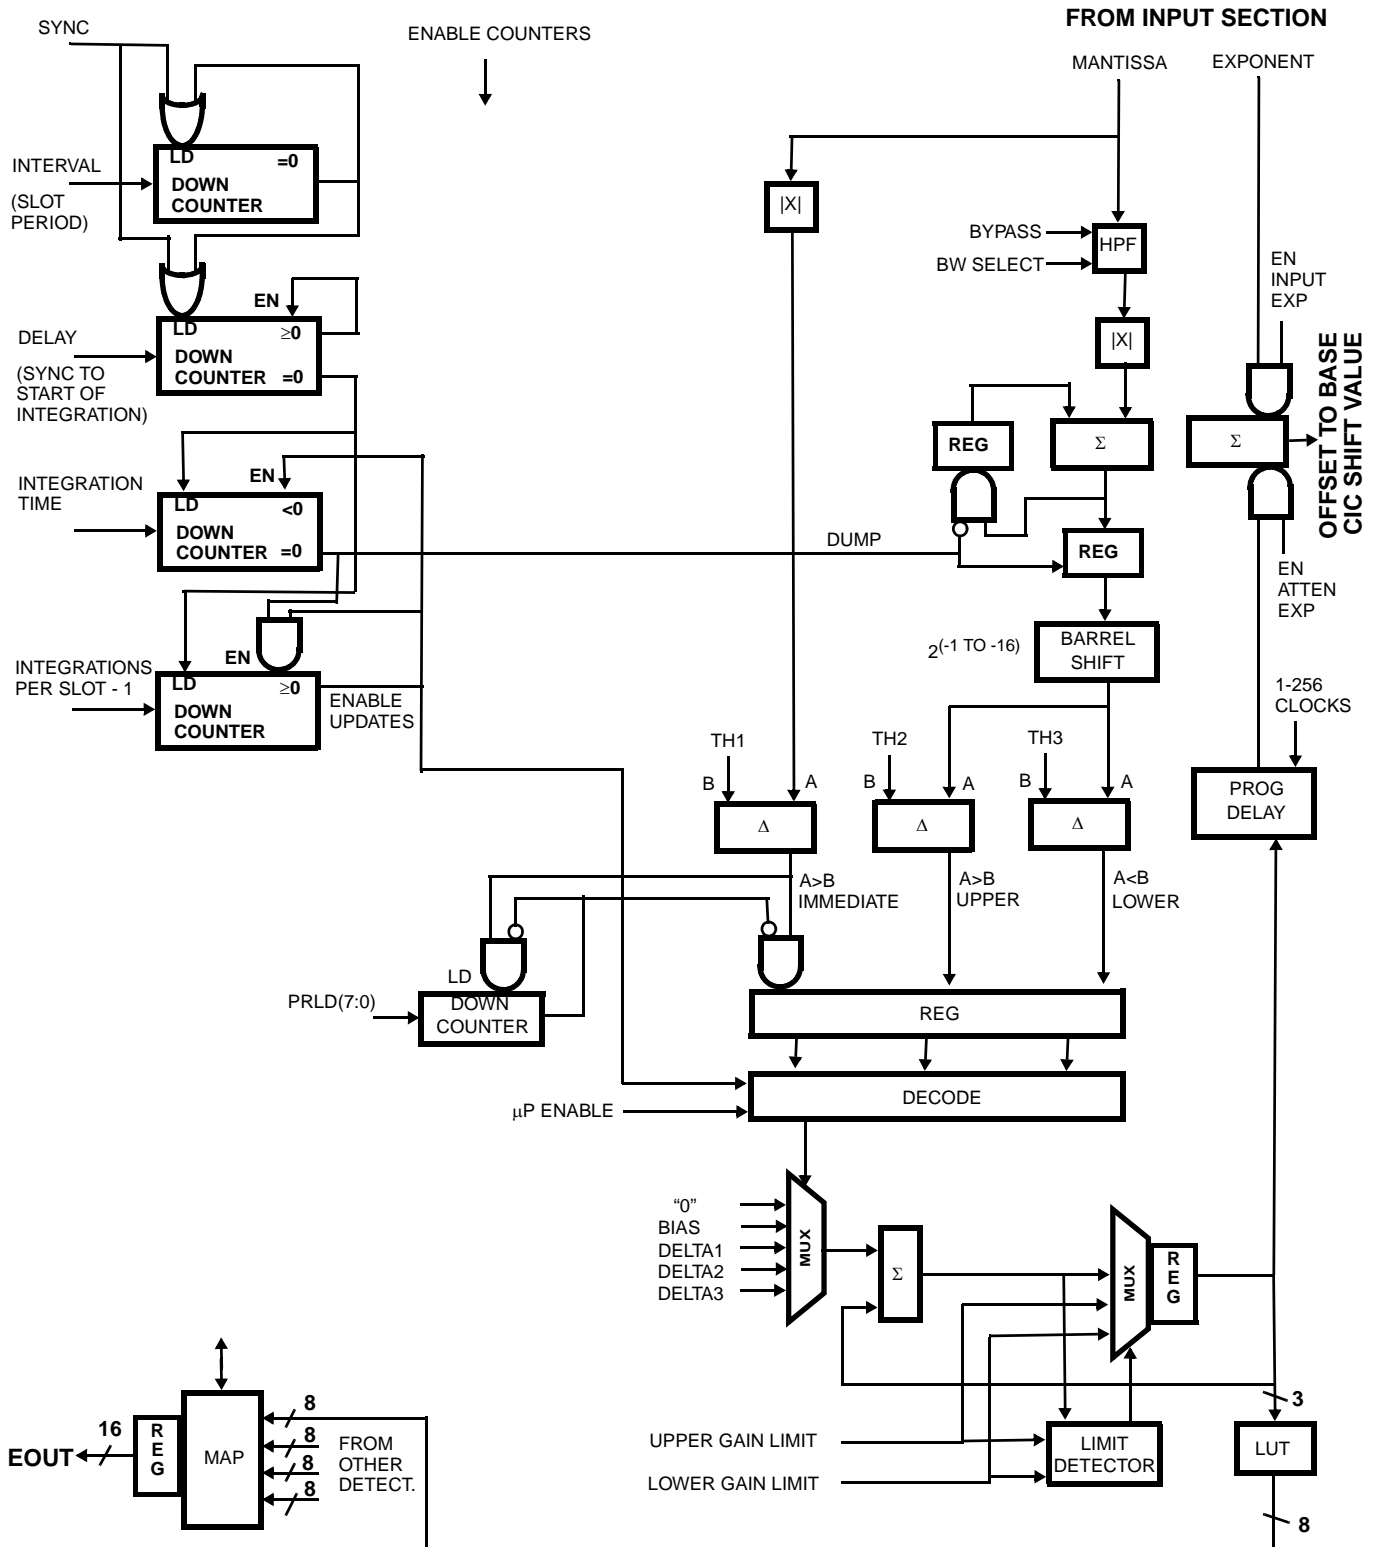 FROM INPUT SECTION
SYNC
ENABLE COUNTERS
MANTISSA
EXPONENT
LD
=0
DOWN
COUNTER
INTERVAL
(SLOT
PERIOD)
|X|
BYPASS
BW SELECT
HPF
EN
INPUT
EXP
EN
LD
≥0
DOWN
COUNTER =0
DELAY
(SYNC TO
START OF
INTEGRATION)
|X|
OFFSET TO BASE
CIC SHIFT VALUE
REG
Σ
Σ
EN
LD
<0
DOWN
COUNTER =0
INTEGRATION
TIME
DUMP
REG
EN
ATTEN
EXP
2(-1 TO -16)
BARREL
SHIFT
EN
LD
≥0
DOWN
COUNTER
INTEGRATIONS
PER SLOT - 1
ENABLE
UPDATES
1-256
CLOCKS
TH1
TH2
TH3
B
A
B
A
B
A
PROG
DELAY
Δ
Δ
Δ
A>B
IMMEDIATE
A>B
UPPER
A<B
LOWER
LD
PRLD(7:0)
DOWN
COUNTER
REG
DECODE
µP ENABLE
“0”
BIAS
DELTA1
DELTA2
DELTA3
MUX
Σ
MUX
REG
3
8
16
REG
MAP
8
8
8
FROM
OTHER
DETECT.
EOUT
UPPER GAIN LIMIT
LOWER GAIN LIMIT
LIMIT
DETECTOR
LUT
8